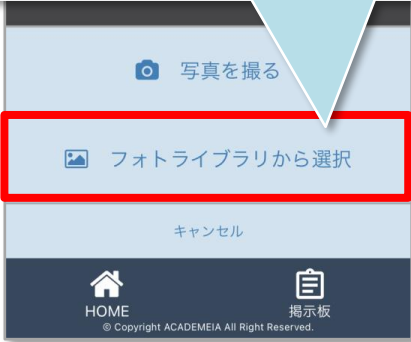 写真を撮る
フォトライブラリから選択
キャンセル
HOME
掲示板
© Copyright ACADEMEIA All Right Reserved.